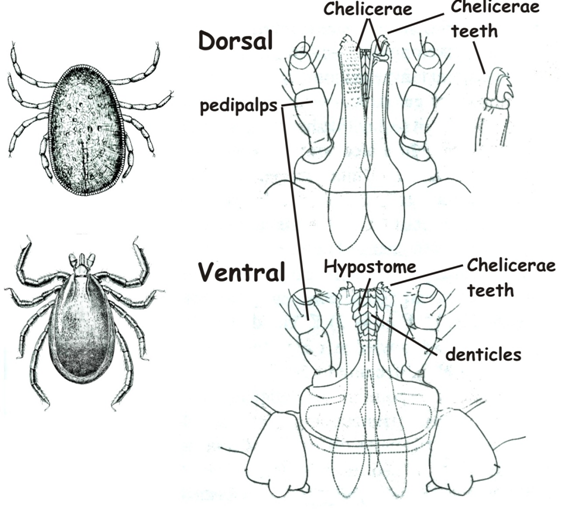 Chelicerae
Chelicerae
teeth
Dorsal
pedipalps
Ventral
Hypostome
Chelicerae
teeth
denticles